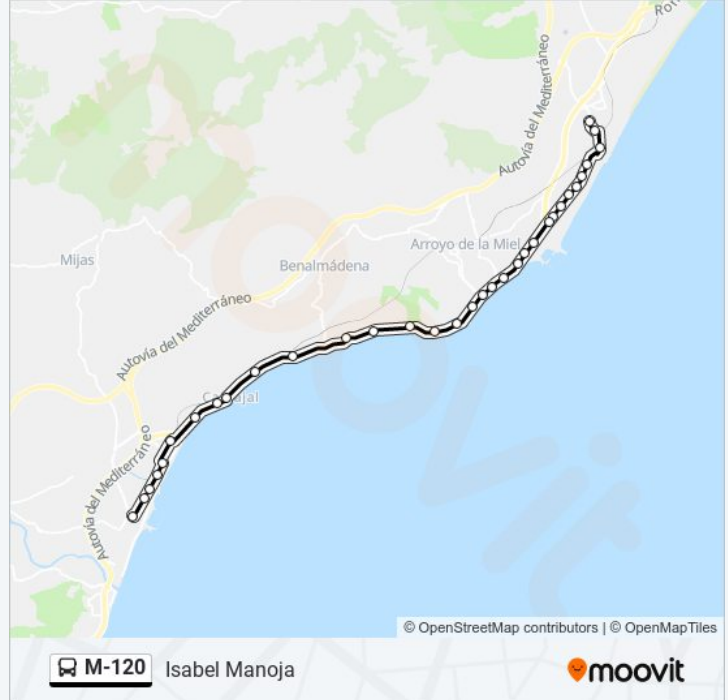 Autovía del Mediterráneo
Arroyo de la Miel
Mijas
Benalmádena
Autovía del Mediterráneo
Autovía del Mediterráneo
© OpenStreetMap contributors | © OpenMapTiles
M-120 Isabel Manoja
moovit